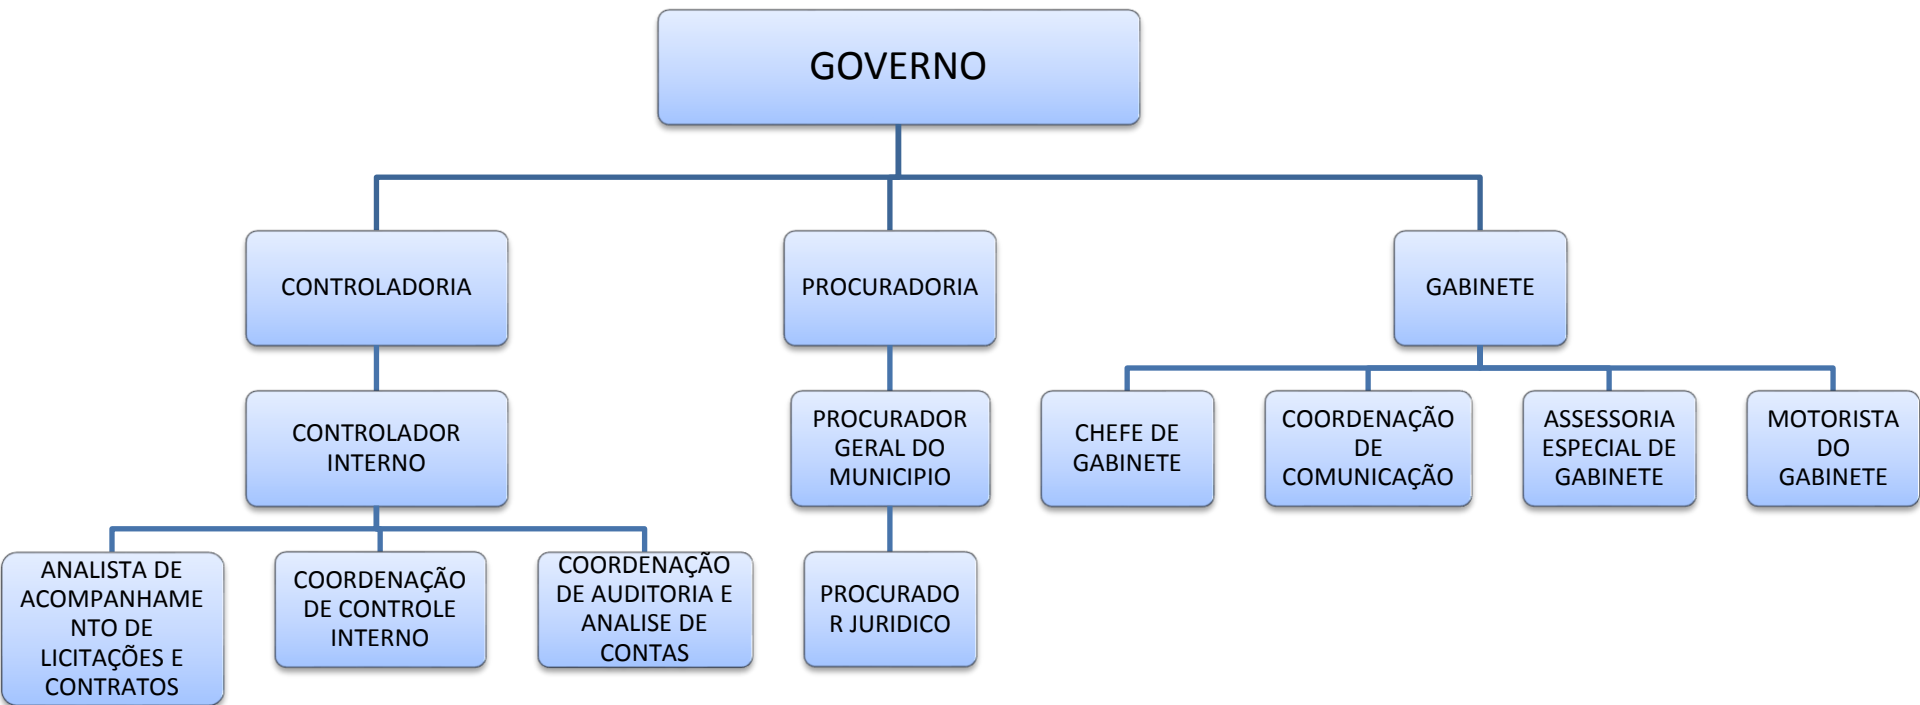 GOVERNO
CONTROLADORIA
PROCURADORIA
GABINETE
CONTROLADOR
INTERNO
PROCURADOR
GERAL DO
MUNICIPIO
CHEFE DE
GABINETE
COORDENAÇÃO
DE
COMUNICAÇÃO
ASSESSORIA
ESPECIAL DE
GABINETE
MOTORISTA
DO
GABINETE
ANALISTA DE
ACOMPANHAME
NTO DE
LICITAÇÕES E
CONTRATOS
COORDENAÇÃO
DE CONTROLE
INTERNO
COORDENAÇÃO
DE AUDITORIA E
ANALISE DE
CONTAS
PROCURADO
R JURIDICO